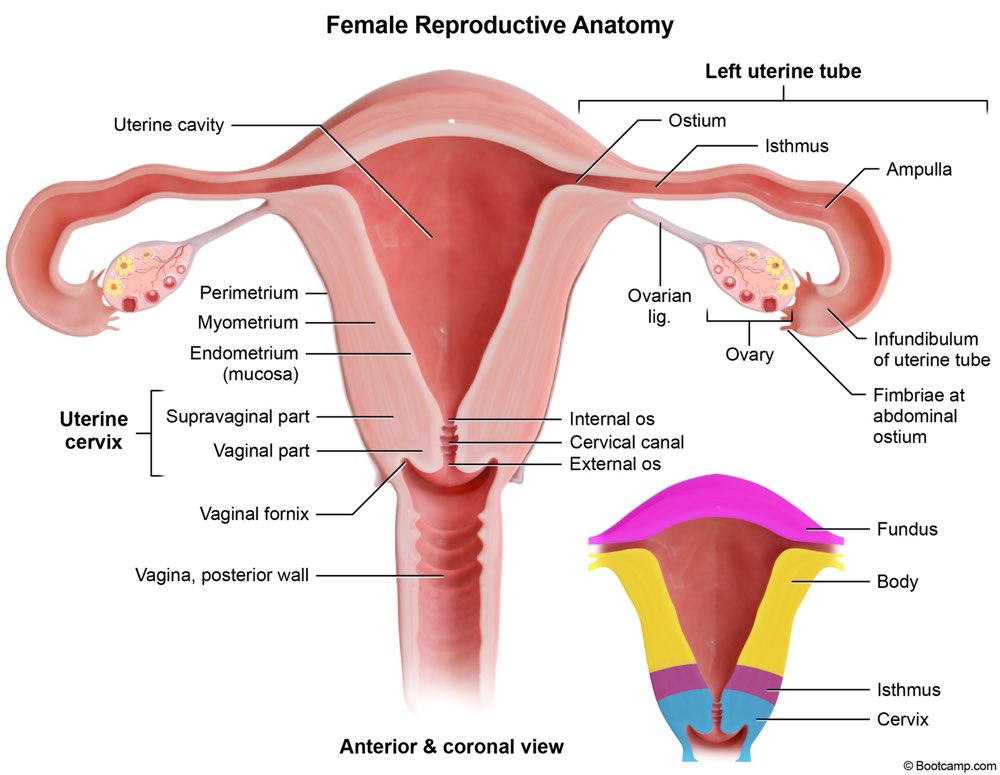 Female Reproductive Anatomy
Left uterine tube
Uterine cavity
Ostium
Isthmus
Ampulla
Perimetrium
Myometrium
Endometrium
(mucosa)
Ovarian
lig.
Ovary
Infundibulum
of uterine tube
Fimbriae at
abdominal
ostium
Uterine
cervix
Supravaginal part
Vaginal part
Internal os
Cervical canal
External os
Vaginal fornix
Vagina, posterior wall
Fundus
Body
Isthmus
Cervix
Anterior & coronal view
© Bootcamp.com